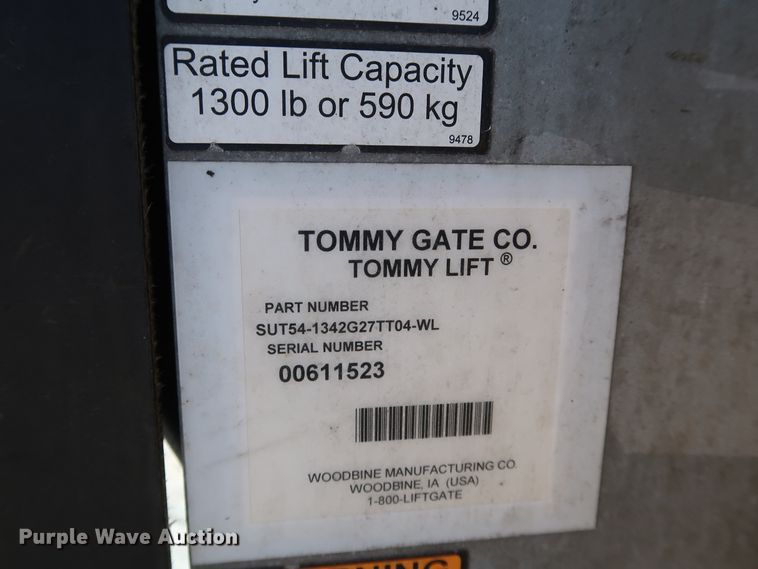 9524
Rated Lift Capacity
1300 lb or 590 kg
9478
TOMMY GATE CO.
TOMMY LIFT®
PART NUMBER
SUT54-1342G27TT04-WL
SERIAL NUMBER
00611523
WOODBINE MANUFACTURING CO.
WOODBINE, IA (USA)
1-800-LIFTGATE
Purple Wave Auction